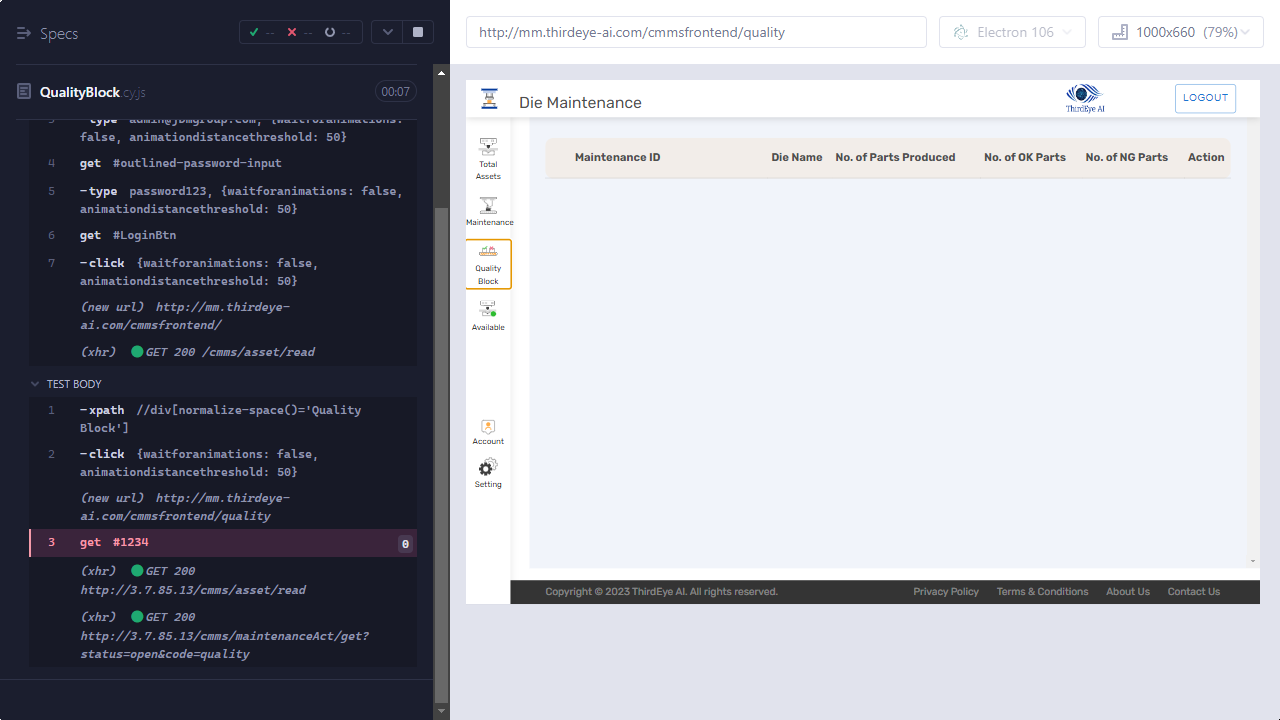 Specs
-- -- --
http://mm.thirdeye-ai.com/cmmsfrontend/quality
Electron 106
1000x660 (79%)
QualityBlock.cy.js
00:07
3 -type admin@jbmgroup.com, {waitforanimations: false, animationdistancethreshold: 50}
4 get #outlined-password-input
5 -type password123, {waitforanimations: false,
animationdistancethreshold: 50}
6 get #LoginBtn
7 -click {waitforanimations: false,
animationdistancethreshold: 50}
(new url) http://mm.thirdeye-
ai.com/cmmsfrontend/
(xhr) GET 200 /cmms/asset/read
TEST BODY
1 -xpath //div[normalize-space()='Quality
Block']
2 -click {waitforanimations: false,
animationdistancethreshold: 50}
(new url) http://mm.thirdeye-
ai.com/cmmsfrontend/quality
3 get #1234 0
(xhr) GET 200
http://3.7.85.13/cmms/asset/read
(xhr) GET 200
http://3.7.85.13/cmms/maintenanceAct/get?
status=open&code=quality
Die Maintenance
ThirdEye AI
LOGOUT
Total
Assets
Maintenance
Quality
Block
Available
Account
Setting
Maintenance ID Die Name No. of Parts Produced No. of OK Parts No. of NG Parts Action
Copyright © 2023 ThirdEye AI. All rights reserved. Privacy Policy Terms & Conditions About Us Contact Us